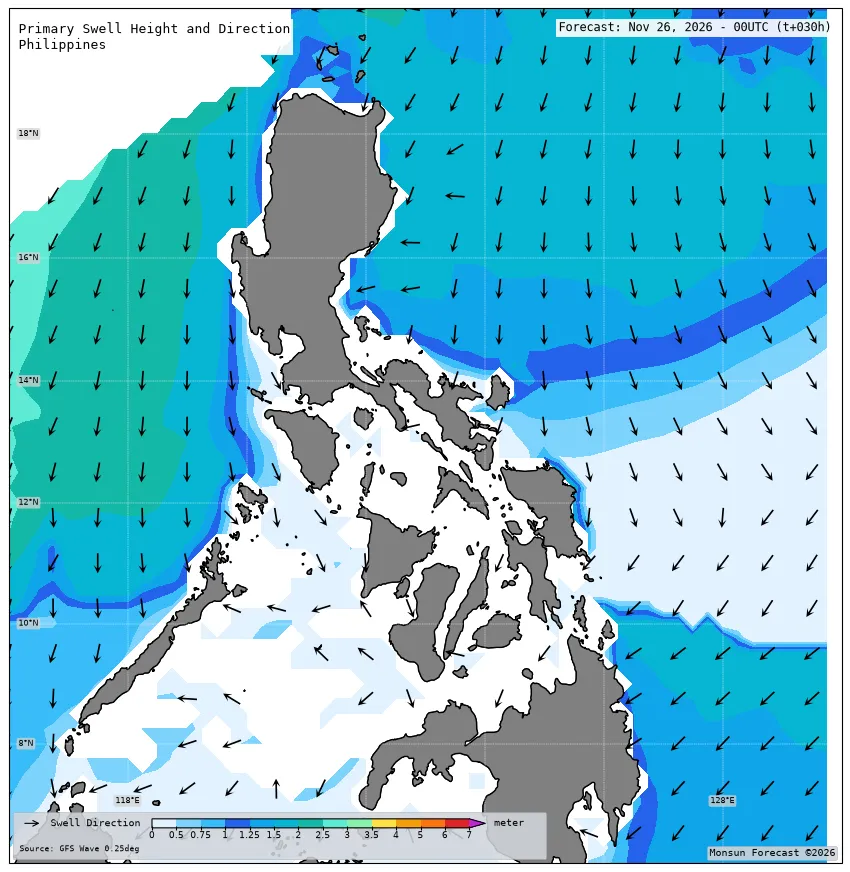 Primary Swell Height and Direction
Philippines
Forecast: Nov 26, 2026 - 00UTC (t+030h)
18°N
16°N
14°N
12°N
10°N
8°N
118°E
128°E
Swell Direction
0 0.5 0.75 1 1.25 1.5 2 2.5 3 3.5 4 5 6 7
meter
Source: GFS Wave 0.25deg
Monsun Forecast ©2026